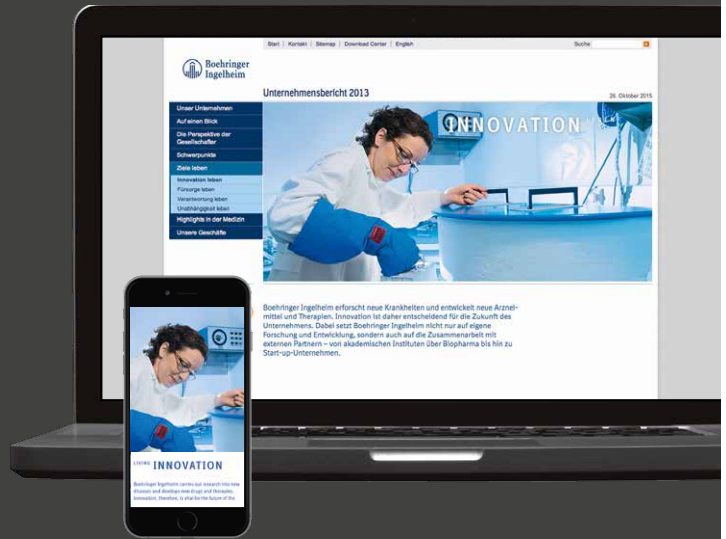 Start | Kontakt | Sitemap | Download Center | English
Suche
Boehringer
Ingelheim
Unternehmensbericht 2013
26. Oktober 2015
Unser Unternehmen
Auf einen Blick
Die Perspektive der
Gesellschafter
Schwerpunkte
Ziele leben
Innovation leben
Fürsorge leben
Verantwortung leben
Unabhängigkeit leben
Highlights in der Medizin
Unsere Geschäfte
INNOVATION
Boehringer Ingelheim erforscht neue Krankheiten und entwickelt neue Arznei-
mittel und Therapien. Innovation ist daher entscheidend für die Zukunft des
Unternehmens. Dabei setzt Boehringer Ingelheim nicht nur auf eigene
Forschung und Entwicklung, sondern auch auf die Zusammenarbeit mit
externen Partnern – von akademischen Instituten über Biopharma bis hin zu
Start-up-Unternehmen.
LIVING INNOVATION
Boehringer Ingelheim carries out research into new
diseases and develops new drugs and therapies.
Innovation, therefore, is vital for the future of the